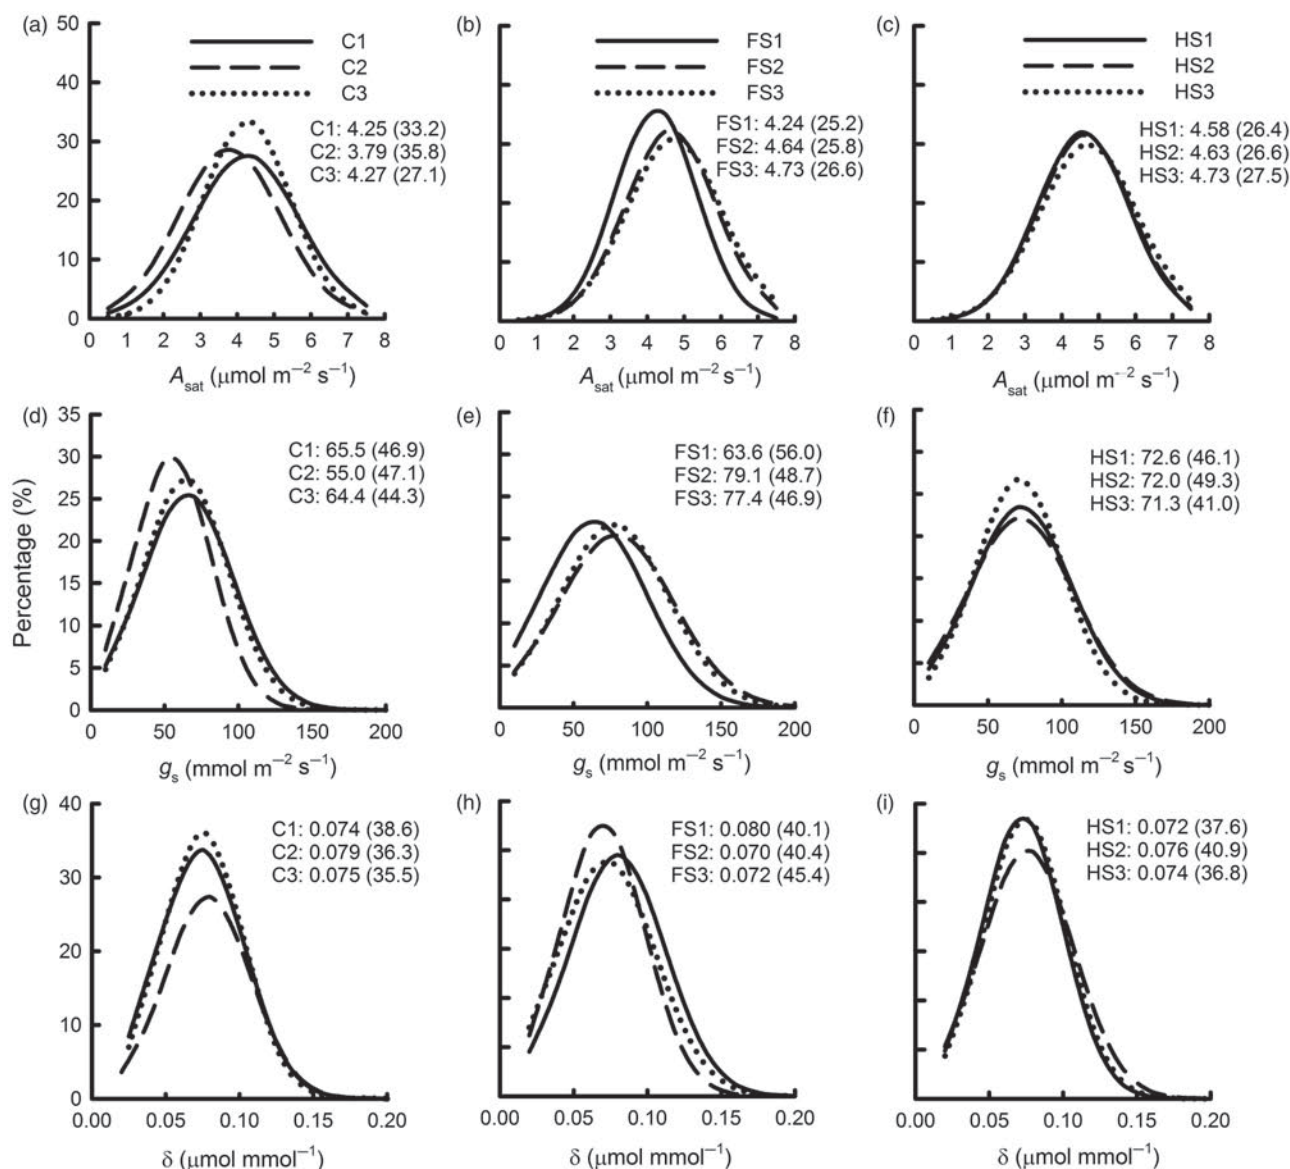 (a)
50
C1
C2
C3
C1: 4.25 (33.2)
C2: 3.79 (35.8)
C3: 4.27 (27.1)
40
30
20
10
0
0 1 2 3 4 5 6 7 8
Asat (μmol m−2 s−1)
(b)
FS1
FS2
FS3
FS1: 4.24 (25.2)
FS2: 4.64 (25.8)
FS3: 4.73 (26.6)
0 1 2 3 4 5 6 7 8
Asat (μmol m−2 s−1)
(c)
HS1
HS2
HS3
HS1: 4.58 (26.4)
HS2: 4.63 (26.6)
HS3: 4.73 (27.5)
0 1 2 3 4 5 6 7 8
Asat (μmol m−2 s−1)
Percentage (%)
(d)
35
30
25
20
15
10
5
0
C1: 65.5 (46.9)
C2: 55.0 (47.1)
C3: 64.4 (44.3)
50 100 150 200
gs (mmol m−2 s−1)
(e)
FS1: 63.6 (56.0)
FS2: 79.1 (48.7)
FS3: 77.4 (46.9)
0 50 100 150 200
gs (mmol m−2 s−1)
(f)
HS1: 72.6 (46.1)
HS2: 72.0 (49.3)
HS3: 71.3 (41.0)
0 50 100 150 200
gs (mmol m−2 s−1)
(g)
40
30
20
10
0
C1: 0.074 (38.6)
C2: 0.079 (36.3)
C3: 0.075 (35.5)
0.00 0.05 0.10 0.15 0.20
δ (μmol mmol−1)
(h)
FS1: 0.080 (40.1)
FS2: 0.070 (40.4)
FS3: 0.072 (45.4)
0.00 0.05 0.10 0.15 0.20
δ (μmol mmol−1)
(i)
HS1: 0.072 (37.6)
HS2: 0.076 (40.9)
HS3: 0.074 (36.8)
0.00 0.05 0.10 0.15 0.20
δ (μmol mmol−1)